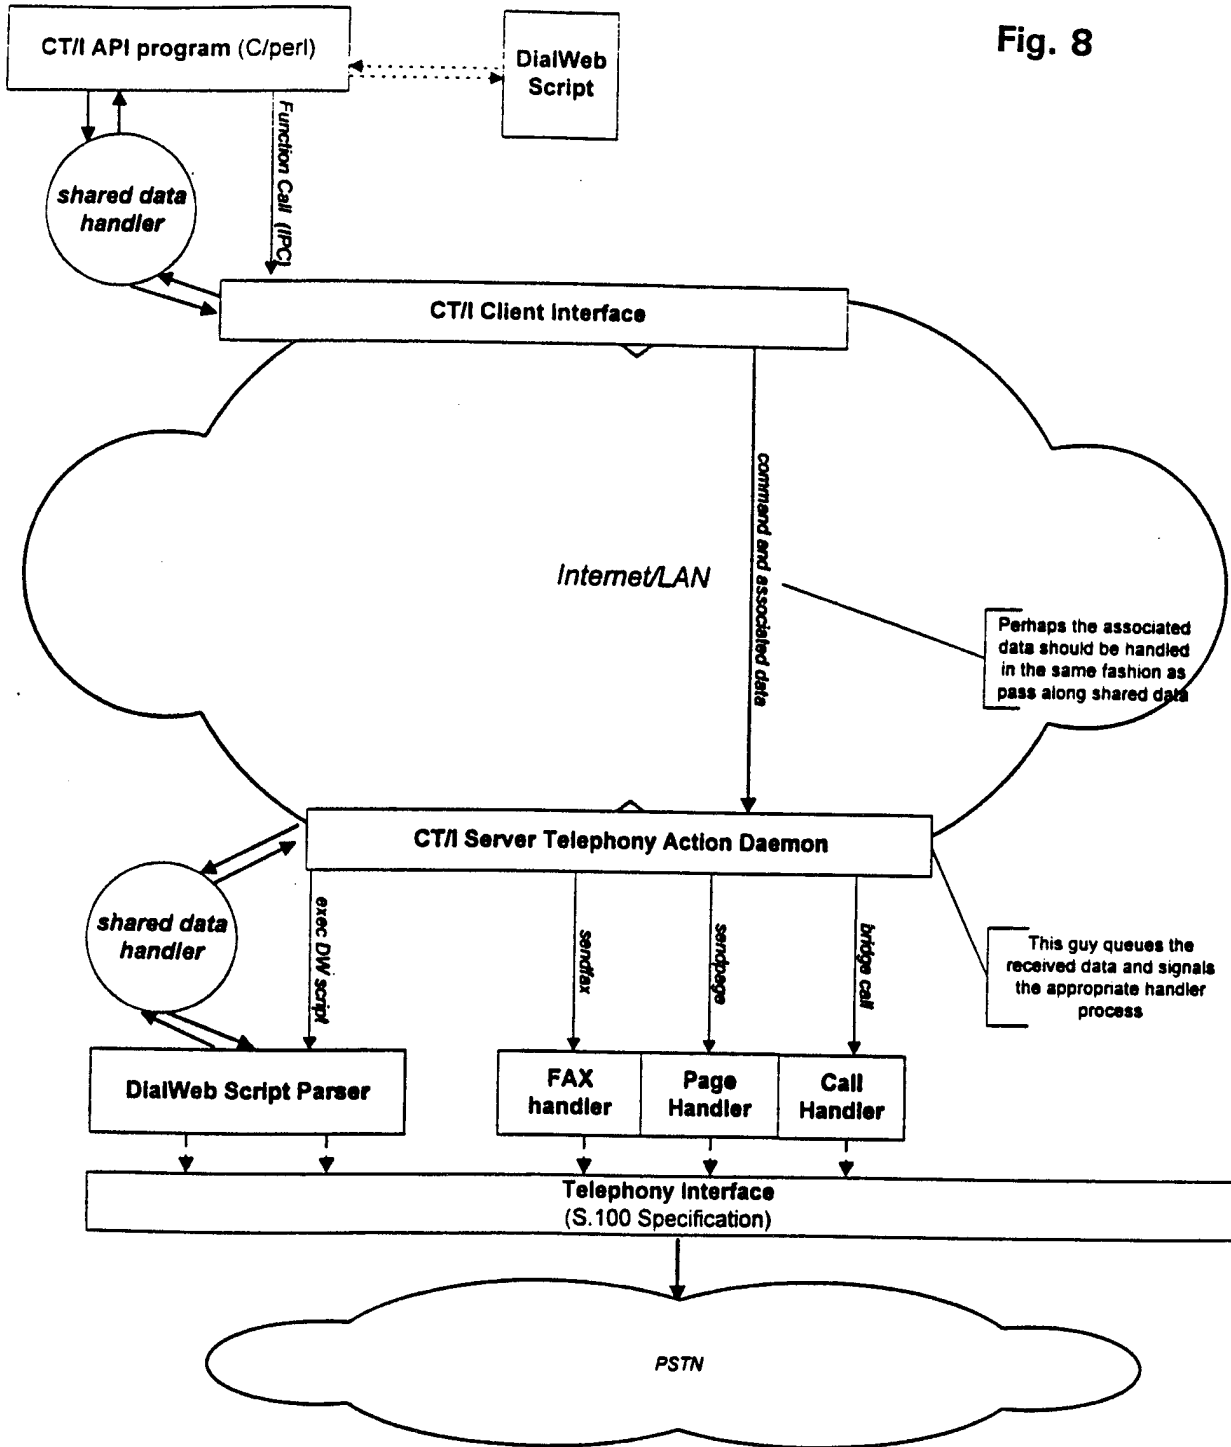 Fig. 8
CT/I API program (C/perl)
DialWeb
Script
Function Call (IPC)
shared data
handler
CT/I Client Interface
command and associated data
Internet/LAN
Perhaps the associated
data should be handled
in the same fashion as
pass along shared data
CT/I Server Telephony Action Daemon
shared data
handler
exec DW script
sendfax
sendpage
bridge call
This guy queues the
received data and signals
the appropriate handler
process
DialWeb Script Parser
FAX
handler
Page
Handler
Call
Handler
Telephony Interface
(S.100 Specification)
PSTN